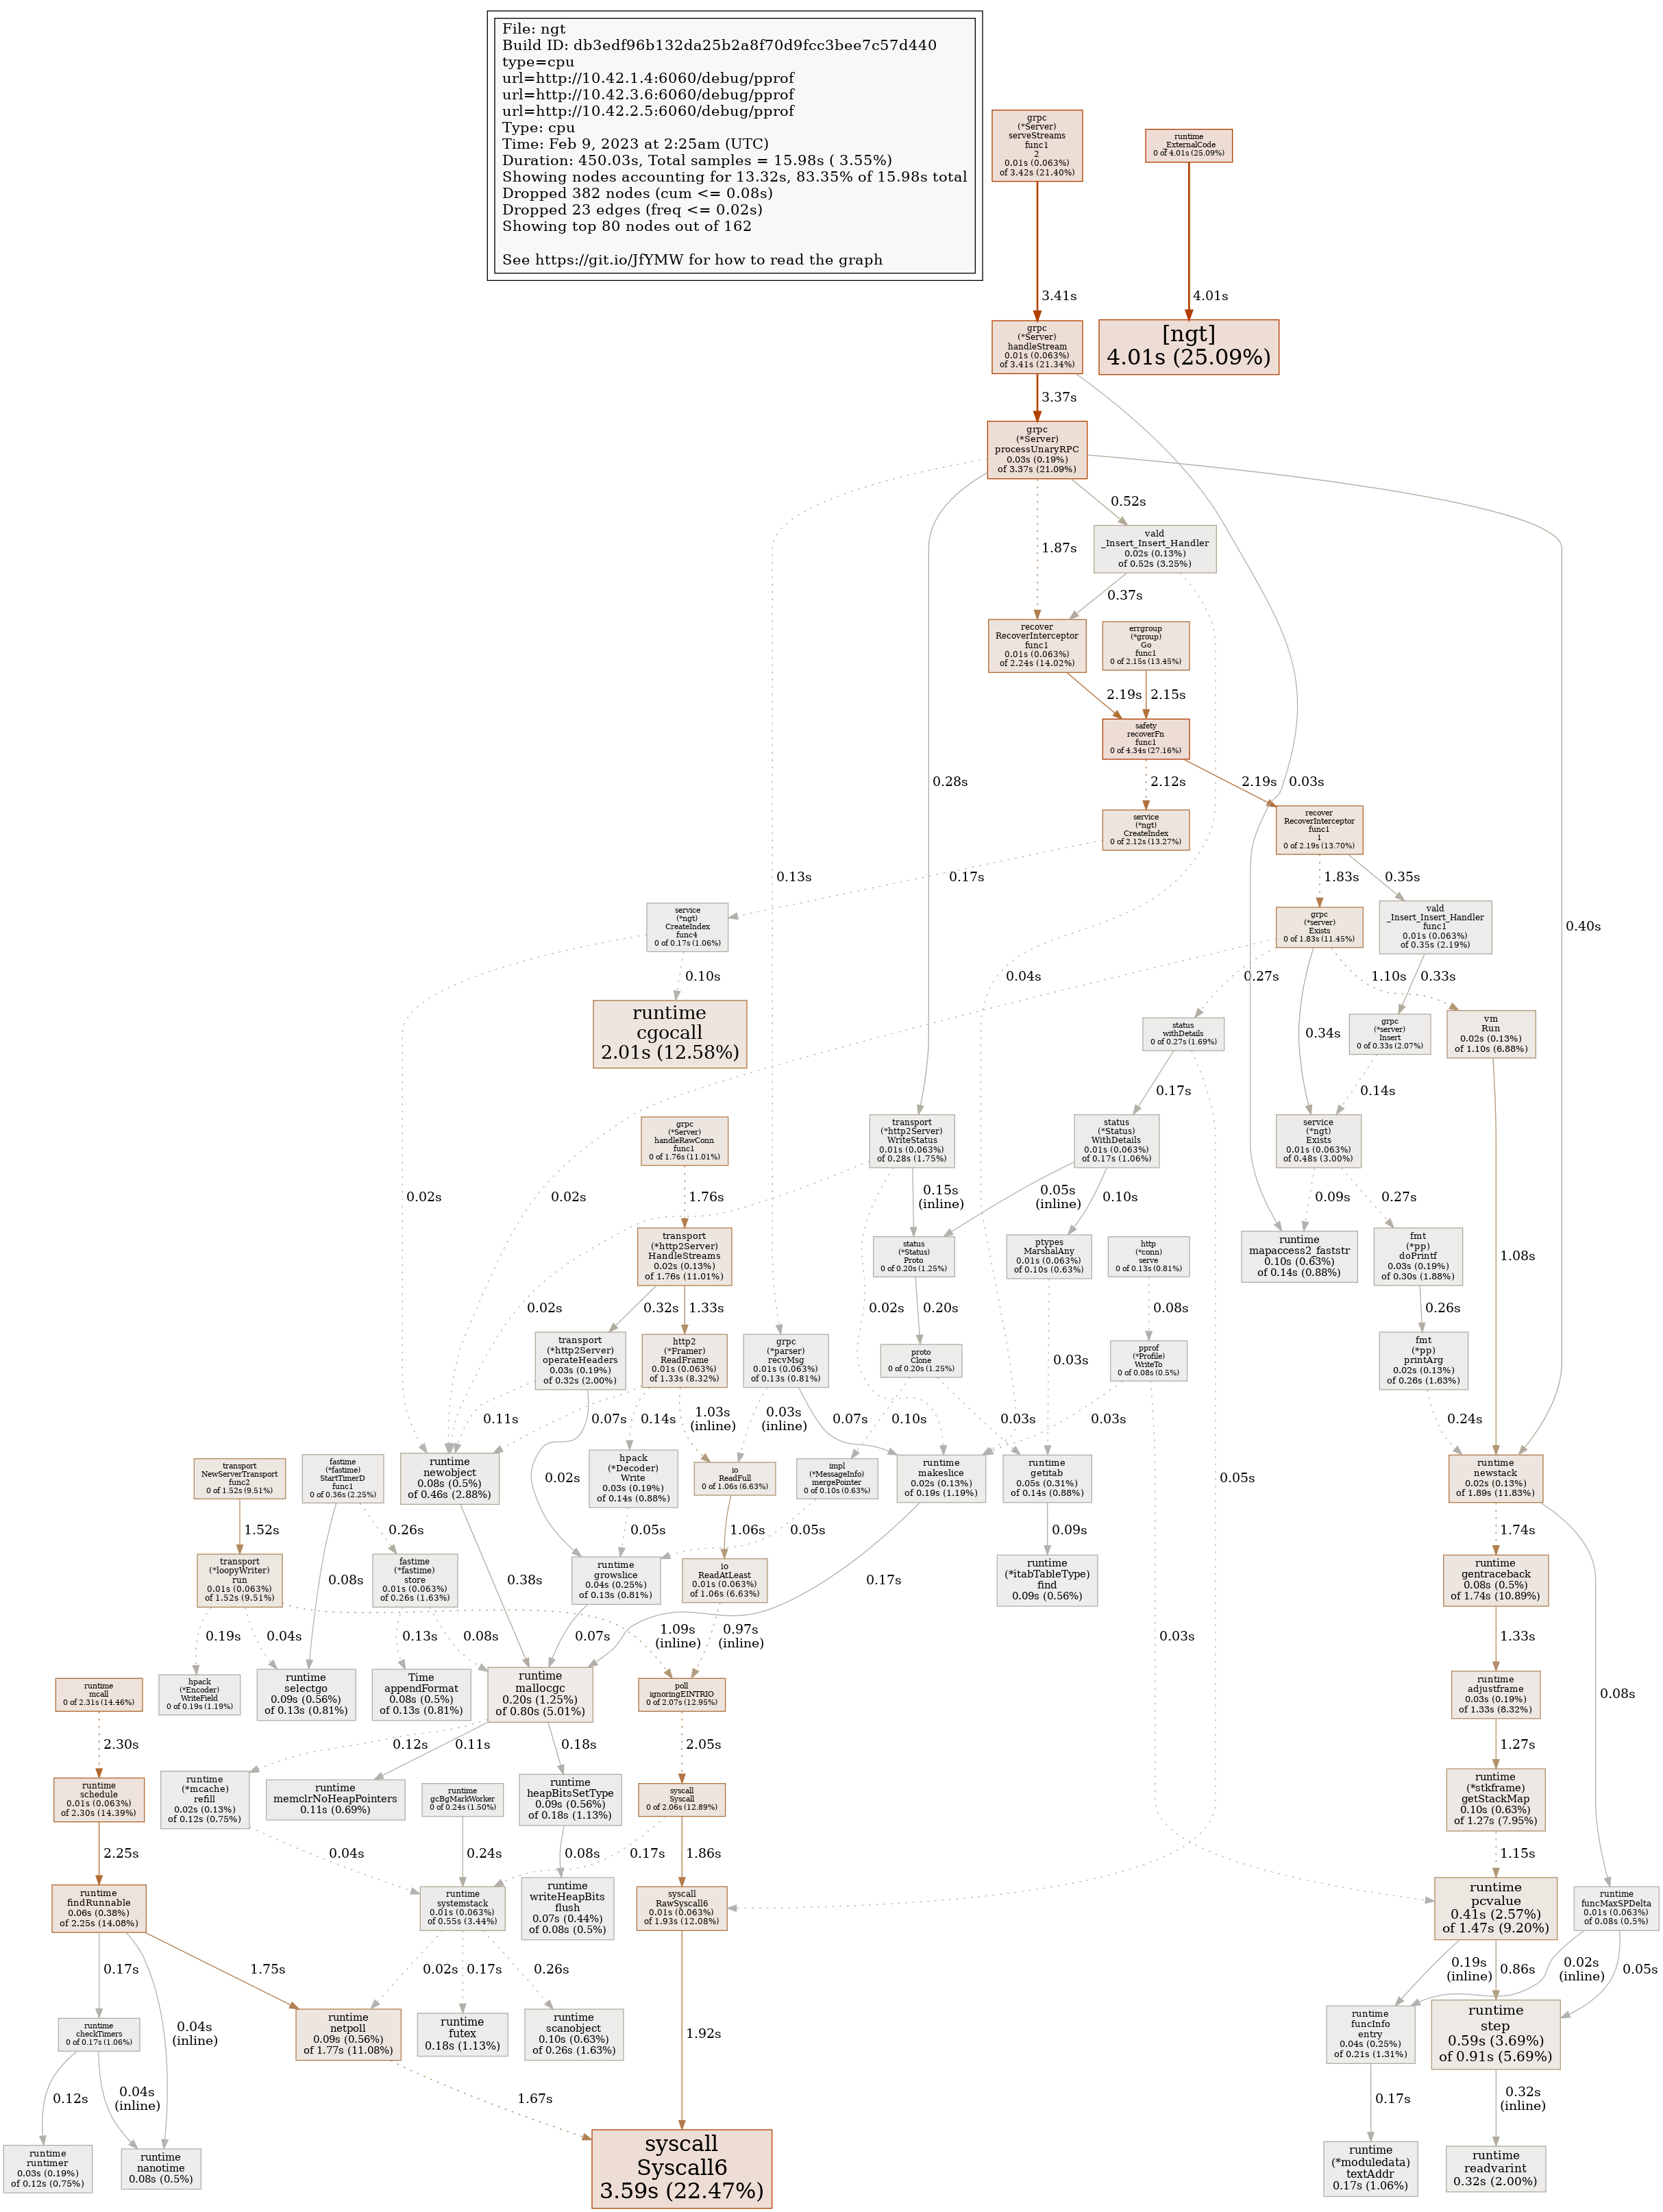 File: ngt
Build ID: db3edf96b132da25b2a8f70d9fcc3bee7c57d440
type=cpu
url=http://10.42.1.4:6060/debug/pprof
url=http://10.42.3.6:6060/debug/pprof
url=http://10.42.2.5:6060/debug/pprof
Type: cpu
Time: Feb 9, 2023 at 2:25am (UTC)
Duration: 450.03s, Total samples = 15.98s ( 3.55%)
Showing nodes accounting for 13.32s, 83.35% of 15.98s total
Dropped 382 nodes (cum <= 0.08s)
Dropped 23 edges (freq <= 0.02s)
Showing top 80 nodes out of 162
See https://git.io/JfYMW for how to read the graph
grpc
(*Server)
serveStreams
func1
2
0.01s (0.063%)
of 3.42s (21.40%)
runtime
_ExternalCode
0 of 4.01s (25.09%)
3.41s
4.01s
grpc
(*Server)
handleStream
0.01s (0.063%)
of 3.41s (21.34%)
[ngt]
4.01s (25.09%)
3.37s
grpc
(*Server)
processUnaryRPC
0.03s (0.19%)
of 3.37s (21.09%)
0.52s
1.87s
vald
_Insert_Insert_Handler
0.02s (0.13%)
of 0.52s (3.25%)
0.37s
recover
RecoverInterceptor
func1
0.01s (0.063%)
of 2.24s (14.02%)
errgroup
(*group)
Go
func1
0 of 2.15s (13.45%)
2.19s
2.15s
safety
recoverFn
func1
0 of 4.34s (27.16%)
0.28s
2.12s
2.19s
0.03s
service
(*ngt)
CreateIndex
0 of 2.12s (13.27%)
recover
RecoverInterceptor
func1
1
0 of 2.19s (13.70%)
0.13s
0.17s
1.83s
0.35s
service
(*ngt)
CreateIndex
func4
0 of 0.17s (1.06%)
grpc
(*server)
Exists
0 of 1.83s (11.45%)
vald
_Insert_Insert_Handler
func1
0.01s (0.063%)
of 0.35s (2.19%)
0.40s
0.10s
0.04s
0.27s
1.10s
0.33s
runtime
cgocall
2.01s (12.58%)
status
withDetails
0 of 0.27s (1.69%)
0.34s
grpc
(*server)
Insert
0 of 0.33s (2.07%)
vm
Run
0.02s (0.13%)
of 1.10s (6.88%)
0.17s
0.14s
grpc
(*Server)
handleRawConn
func1
0 of 1.76s (11.01%)
transport
(*http2Server)
WriteStatus
0.01s (0.063%)
of 0.28s (1.75%)
status
(*Status)
WithDetails
0.01s (0.063%)
of 0.17s (1.06%)
service
(*ngt)
Exists
0.01s (0.063%)
of 0.48s (3.00%)
0.02s
0.02s
1.76s
0.15s
(inline)
0.05s
(inline)
0.10s
0.09s
0.27s
transport
(*http2Server)
HandleStreams
0.02s (0.13%)
of 1.76s (11.01%)
status
(*Status)
Proto
0 of 0.20s (1.25%)
ptypes
MarshalAny
0.01s (0.063%)
of 0.10s (0.63%)
http
(*conn)
serve
0 of 0.13s (0.81%)
runtime
mapaccess2_faststr
0.10s (0.63%)
of 0.14s (0.88%)
fmt
(*pp)
doPrintf
0.03s (0.19%)
of 0.30s (1.88%)
1.08s
0.02s
0.32s
1.33s
0.02s
0.20s
0.08s
0.26s
transport
(*http2Server)
operateHeaders
0.03s (0.19%)
of 0.32s (2.00%)
http2
(*Framer)
ReadFrame
0.01s (0.063%)
of 1.33s (8.32%)
grpc
(*parser)
recvMsg
0.01s (0.063%)
of 0.13s (0.81%)
proto
Clone
0 of 0.20s (1.25%)
0.03s
pprof
(*Profile)
WriteTo
0 of 0.08s (0.5%)
fmt
(*pp)
printArg
0.02s (0.13%)
of 0.26s (1.63%)
0.11s
0.07s
0.14s
1.03s
(inline)
0.03s
(inline)
0.07s
0.10s
0.03s
0.03s
0.24s
transport
NewServerTransport
func2
0 of 1.52s (9.51%)
fastime
(*fastime)
StartTimerD
func1
0 of 0.36s (2.25%)
runtime
newobject
0.08s (0.5%)
of 0.46s (2.88%)
0.02s
hpack
(*Decoder)
Write
0.03s (0.19%)
of 0.14s (0.88%)
io
ReadFull
0 of 1.06s (6.63%)
impl
(*MessageInfo)
mergePointer
0 of 0.10s (0.63%)
runtime
makeslice
0.02s (0.13%)
of 0.19s (1.19%)
runtime
getitab
0.05s (0.31%)
of 0.14s (0.88%)
0.05s
runtime
newstack
0.02s (0.13%)
of 1.89s (11.83%)
1.52s
0.26s
0.05s
1.06s
0.05s
0.09s
1.74s
transport
(*loopyWriter)
run
0.01s (0.063%)
of 1.52s (9.51%)
0.08s
fastime
(*fastime)
store
0.01s (0.063%)
of 0.26s (1.63%)
0.38s
runtime
growslice
0.04s (0.25%)
of 0.13s (0.81%)
io
ReadAtLeast
0.01s (0.063%)
of 1.06s (6.63%)
0.17s
runtime
(*itabTableType)
find
0.09s (0.56%)
runtime
gentraceback
0.08s (0.5%)
of 1.74s (10.89%)
0.19s
0.04s
0.13s
0.08s
0.07s
1.09s
(inline)
0.97s
(inline)
0.03s
1.33s
runtime
mcall
0 of 2.31s (14.46%)
hpack
(*Encoder)
WriteField
0 of 0.19s (1.19%)
runtime
selectgo
0.09s (0.56%)
of 0.13s (0.81%)
Time
appendFormat
0.08s (0.5%)
of 0.13s (0.81%)
runtime
mallocgc
0.20s (1.25%)
of 0.80s (5.01%)
poll
ignoringEINTRIO
0 of 2.07s (12.95%)
runtime
adjustframe
0.03s (0.19%)
of 1.33s (8.32%)
0.08s
2.30s
0.12s
0.11s
0.18s
2.05s
1.27s
runtime
schedule
0.01s (0.063%)
of 2.30s (14.39%)
runtime
(*mcache)
refill
0.02s (0.13%)
of 0.12s (0.75%)
runtime
memclrNoHeapPointers
0.11s (0.69%)
runtime
gcBgMarkWorker
0 of 0.24s (1.50%)
runtime
heapBitsSetType
0.09s (0.56%)
of 0.18s (1.13%)
syscall
Syscall
0 of 2.06s (12.89%)
runtime
(*stkframe)
getStackMap
0.10s (0.63%)
of 1.27s (7.95%)
2.25s
0.04s
0.24s
0.08s
0.17s
1.86s
1.15s
runtime
findRunnable
0.06s (0.38%)
of 2.25s (14.08%)
runtime
systemstack
0.01s (0.063%)
of 0.55s (3.44%)
runtime
writeHeapBits
flush
0.07s (0.44%)
of 0.08s (0.5%)
syscall
RawSyscall6
0.01s (0.063%)
of 1.93s (12.08%)
runtime
pcvalue
0.41s (2.57%)
of 1.47s (9.20%)
runtime
funcMaxSPDelta
0.01s (0.063%)
of 0.08s (0.5%)
0.17s
1.75s
0.02s
0.17s
0.26s
0.19s
(inline)
0.86s
0.02s
(inline)
0.05s
runtime
checkTimers
0 of 0.17s (1.06%)
0.04s
(inline)
runtime
netpoll
0.09s (0.56%)
of 1.77s (11.08%)
runtime
futex
0.18s (1.13%)
runtime
scanobject
0.10s (0.63%)
of 0.26s (1.63%)
1.92s
runtime
funcInfo
entry
0.04s (0.25%)
of 0.21s (1.31%)
runtime
step
0.59s (3.69%)
of 0.91s (5.69%)
0.12s
0.04s
(inline)
1.67s
0.17s
0.32s
(inline)
runtime
runtimer
0.03s (0.19%)
of 0.12s (0.75%)
runtime
nanotime
0.08s (0.5%)
syscall
Syscall6
3.59s (22.47%)
runtime
(*moduledata)
textAddr
0.17s (1.06%)
runtime
readvarint
0.32s (2.00%)